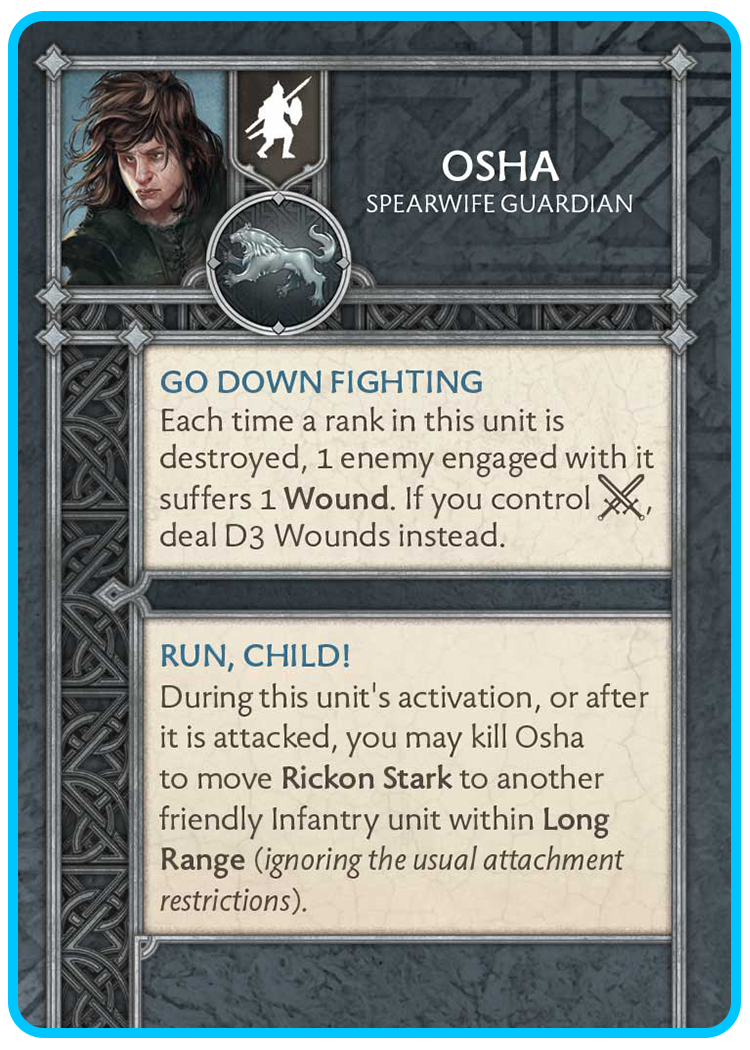 OSHA
SPEARWIFE GUARDIAN
GO DOWN FIGHTING
Each time a rank in this unit is
destroyed, 1 enemy engaged with it
suffers 1 Wound. If you control ,
deal D3 Wounds instead.
RUN, CHILD!
During this unit's activation, or after
it is attacked, you may kill Osha
to move Rickon Stark to another
friendly Infantry unit within Long
Range (ignoring the usual attachment
restrictions).